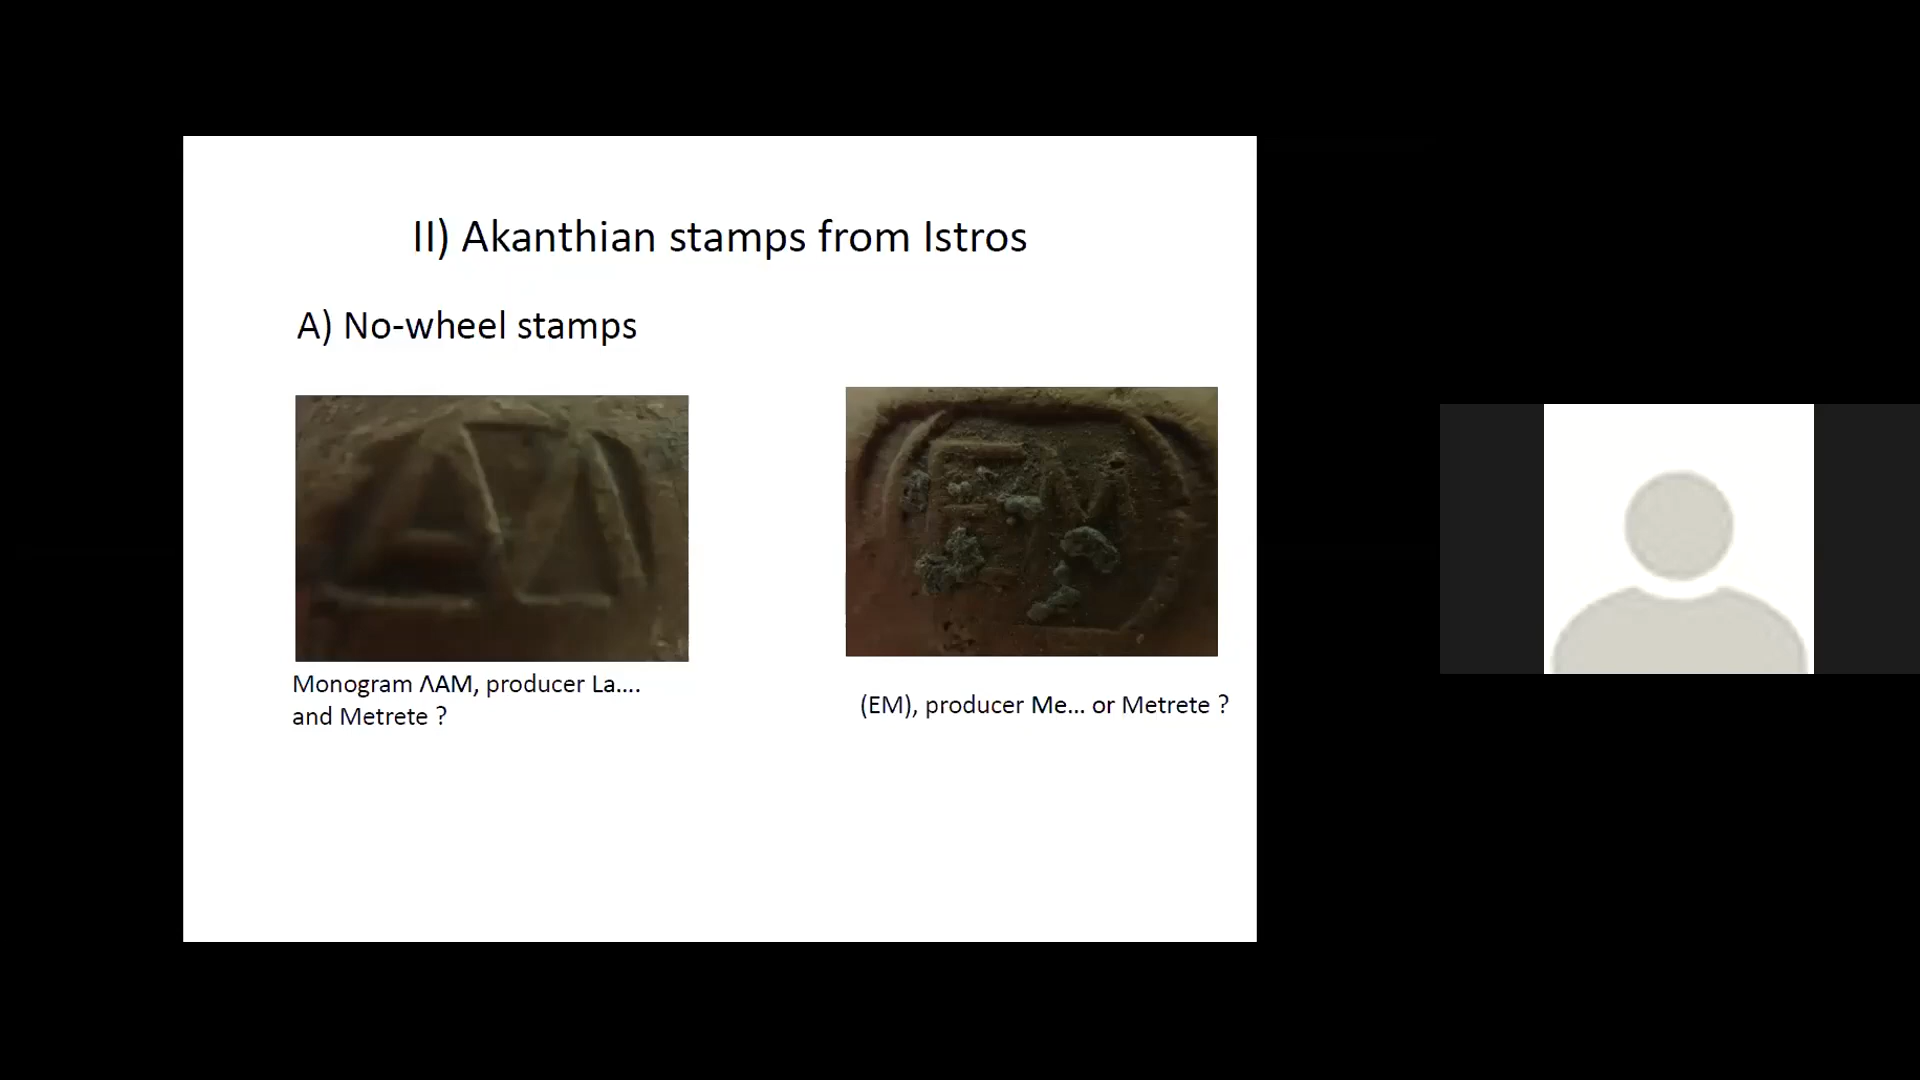 II) Akanthian stamps from Istros
A) No-wheel stamps
EM
Monogram ΛAM, producer La....
and Metrete ?
(EM), producer Me... or Metrete ?